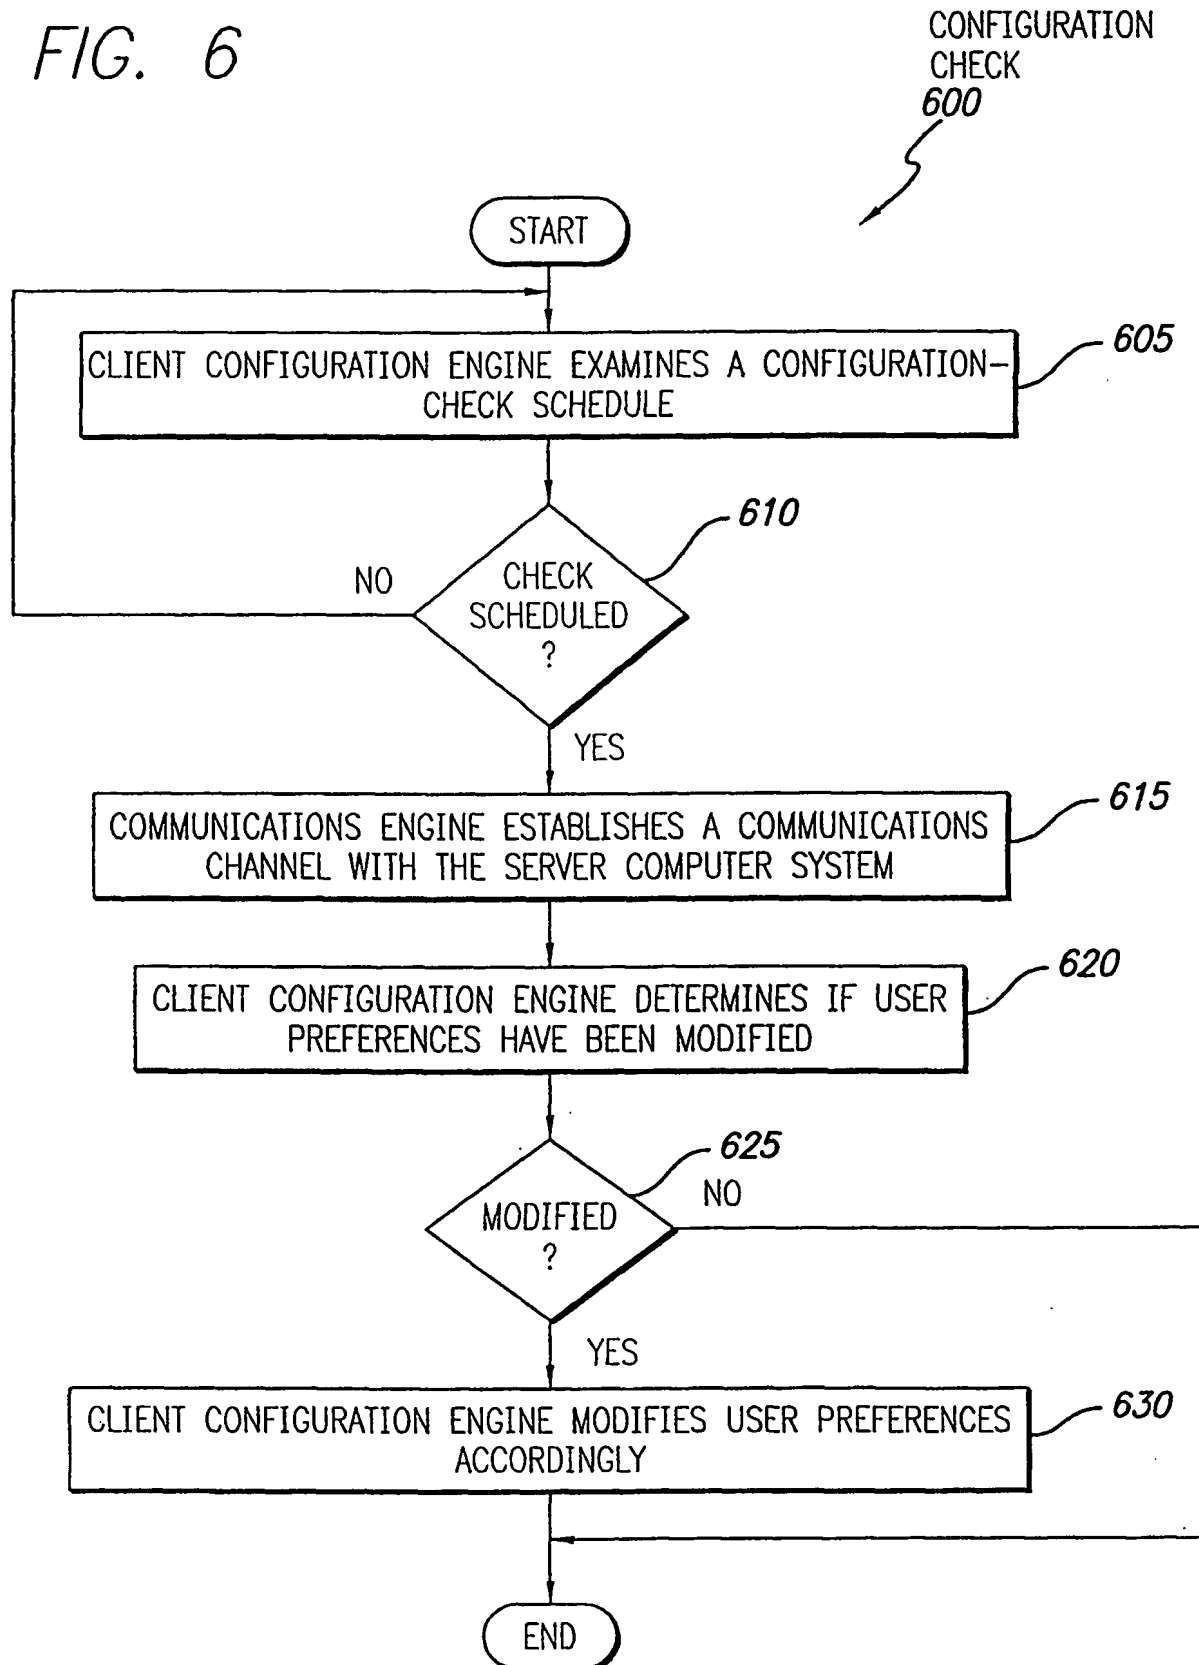 FIG. 6
CONFIGURATION
CHECK
600
START
CLIENT CONFIGURATION ENGINE EXAMINES A CONFIGURATION-
CHECK SCHEDULE
605
610
CHECK
SCHEDULED
?
NO
YES
COMMUNICATIONS ENGINE ESTABLISHES A COMMUNICATIONS
CHANNEL WITH THE SERVER COMPUTER SYSTEM
615
CLIENT CONFIGURATION ENGINE DETERMINES IF USER
PREFERENCES HAVE BEEN MODIFIED
620
625
MODIFIED
?
NO
YES
CLIENT CONFIGURATION ENGINE MODIFIES USER PREFERENCES
ACCORDINGLY
630
END